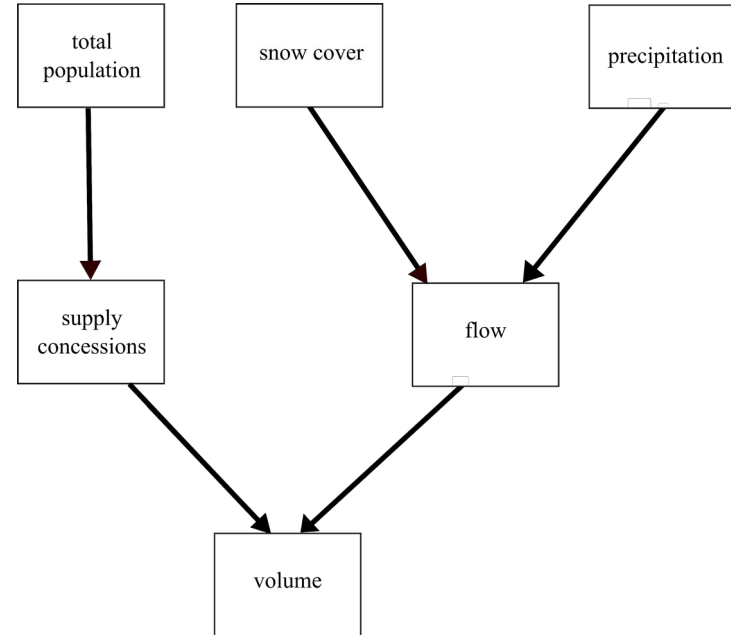 total
population
snow cover
precipitation
supply
concessions
flow
volume